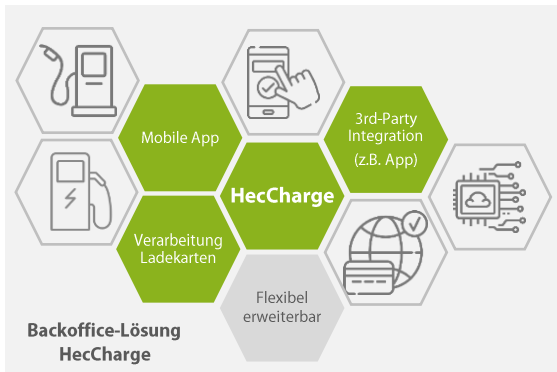 Mobile App
3rd-Party
Integration
(z.B. App)
HecCharge
Verarbeitung
Ladekarten
Flexibel
erweiterbar
Backoffice-Lösung
HecCharge